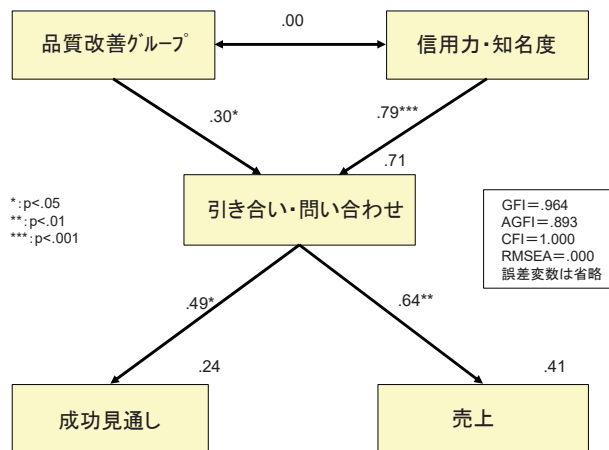 .00
品質改善ｸﾞﾙｰﾌﾟ
信用力・知名度
.30*
.79***
.71
引き合い・問い合わせ
*:p<.05
**:p<.01
***:p<.001
GFI＝.964
AGFI＝.893
CFI＝1.000
RMSEA＝.000
誤差変数は省略
.49*
.64**
.24
.41
成功見通し
売上